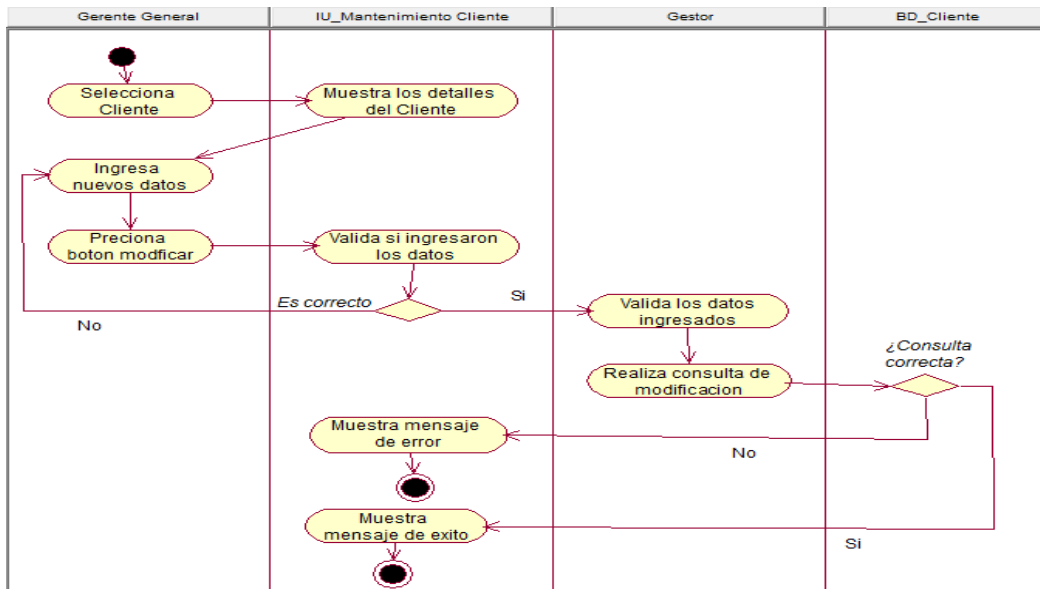 Gerente General
IU_Mantenimiento Cliente
Gestor
BD_Cliente
Selecciona
Cliente
Muestra los detalles
del Cliente
Ingresa
nuevos datos
Preciona
boton modficar
Valida si ingresaron
los datos
Es correcto
Si
No
Valida los datos
ingresados
¿Consulta
correcta?
Realiza consulta de
modificacion
Muestra mensaje
de error
No
Muestra
mensaje de exito
Si